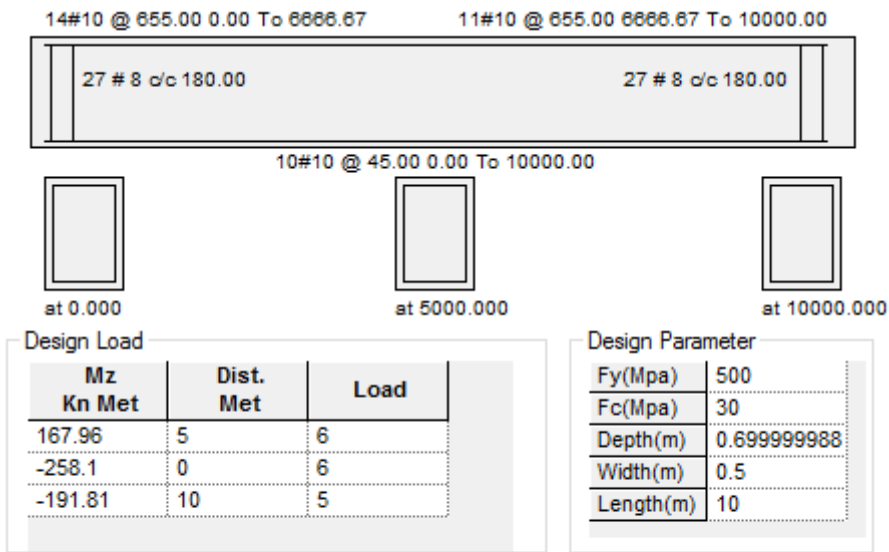 14#10 @ 655.00 0.00 To 6666.67 11#10 @ 655.00 6666.67 To 10000.00
27 # 8 c/c 180.00 27 # 8 c/c 180.00
10#10 @ 45.00 0.00 To 10000.00
at 0.000 at 5000.000 at 10000.000
Design Load
Mz Kn Met Dist. Met Load
167.96 5 6
-258.1 0 6
-191.81 10 5
Design Parameter
Fy(Mpa) 500
Fc(Mpa) 30
Depth(m) 0.699999988
Width(m) 0.5
Length(m) 10